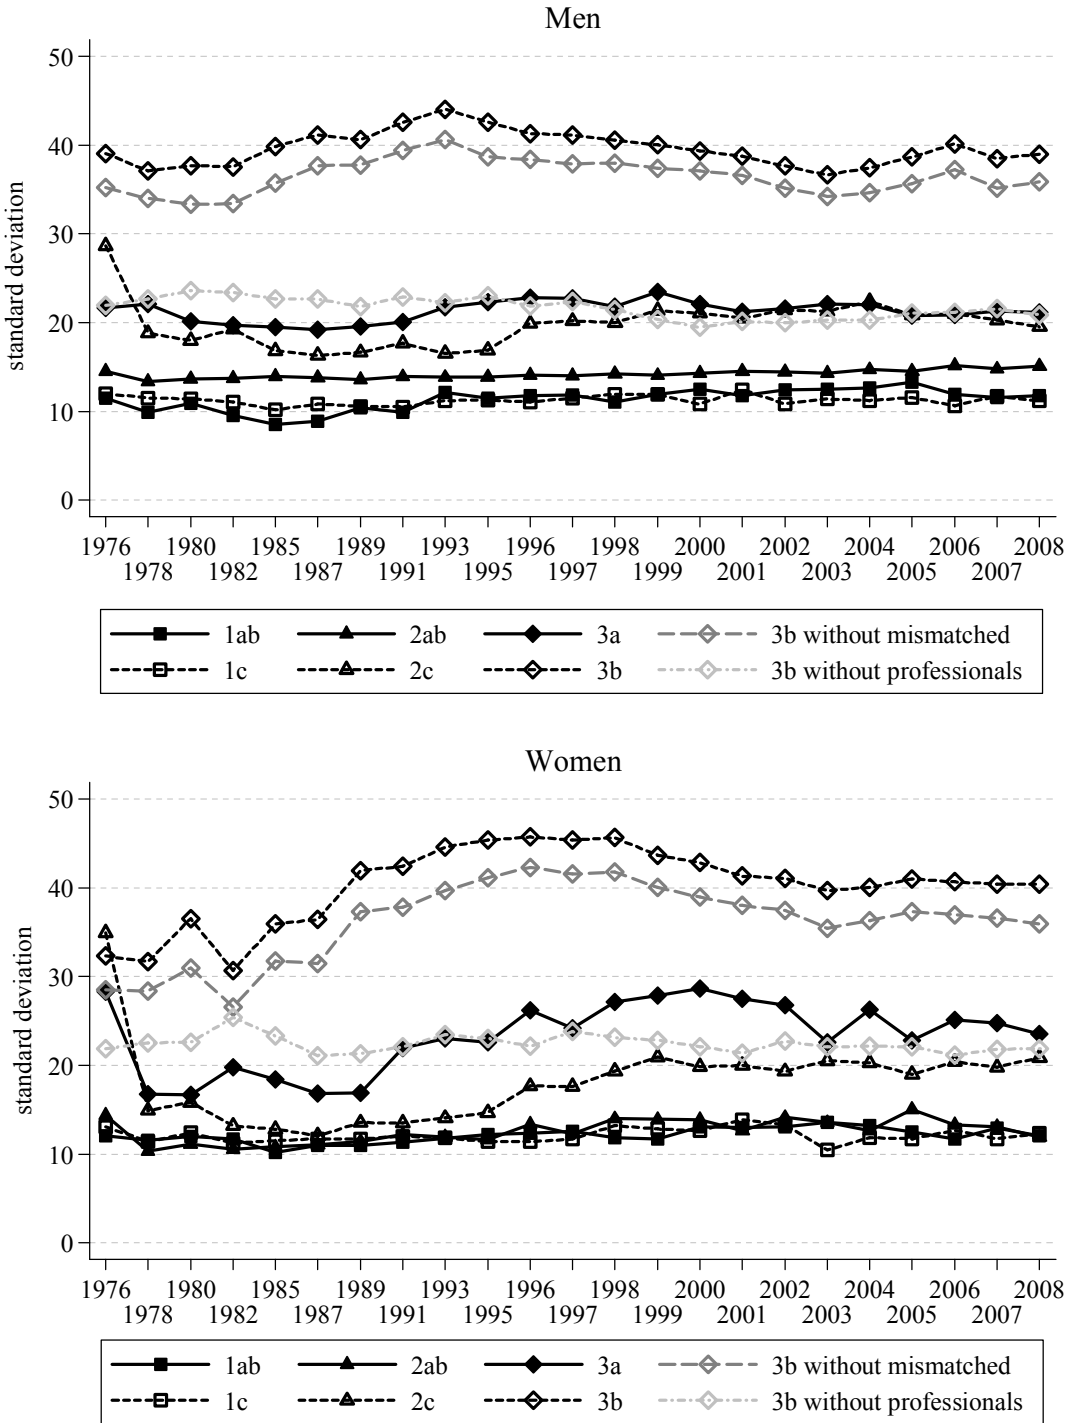 Men
standard deviation
50
40
30
20
10
0
1976 1980 1985 1989 1993 1996 1998 2000 2002 2004 2006 2008
1978 1982 1987 1991 1995 1997 1999 2001 2003 2005 2007
1ab 2ab 3a 3b without mismatched
1c 2c 3b 3b without professionals
Women
standard deviation
50
40
30
20
10
0
1976 1980 1985 1989 1993 1996 1998 2000 2002 2004 2006 2008
1978 1982 1987 1991 1995 1997 1999 2001 2003 2005 2007
1ab 2ab 3a 3b without mismatched
1c 2c 3b 3b without professionals